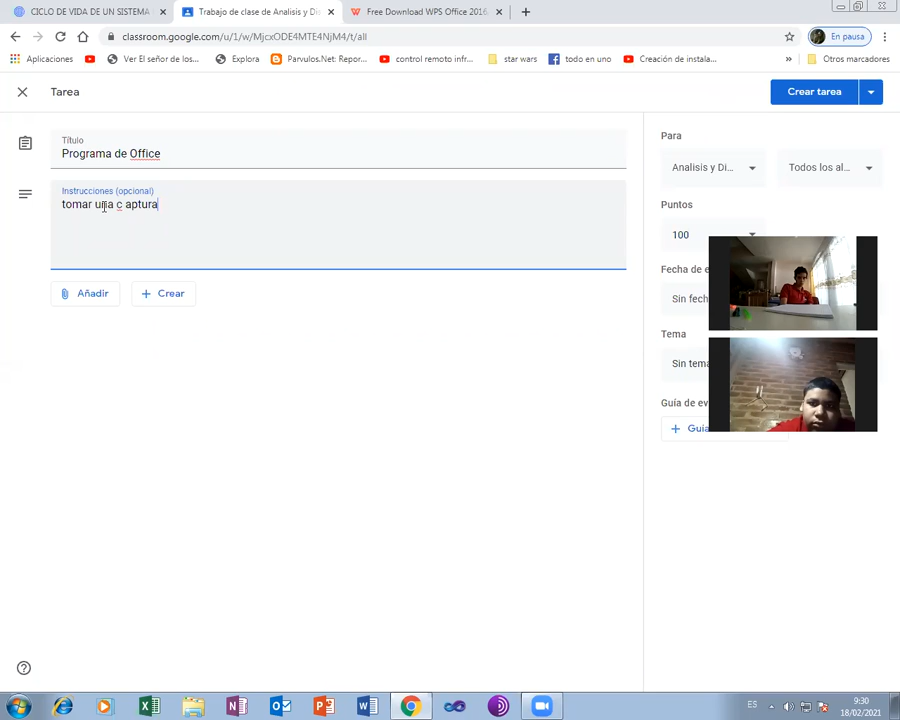 CICLO DE VIDA DE UN SISTEMA
Trabajo de clase de Analisis y Di
Free Download WPS Office 2016,
classroom.google.com/u/1/w/MjcxODE4MTE4NjM4/t/all
En pausa
Aplicaciones
Ver El señor de los...
Explora
Parvulos.Net: Repor...
control remoto infr...
star wars
todo en uno
Creación de instala...
»
Otros marcadores
Tarea
Crear tarea
Título
Programa de Office
Instrucciones (opcional)
tomar una c aptura
Añadir
+ Crear
Para
Analisis y Di...
Todos los al...
Puntos
100
Fecha de e
Sin fech
Tema
Sin tema
Guía de ev
+ Guía
ES
9:30
18/02/2021